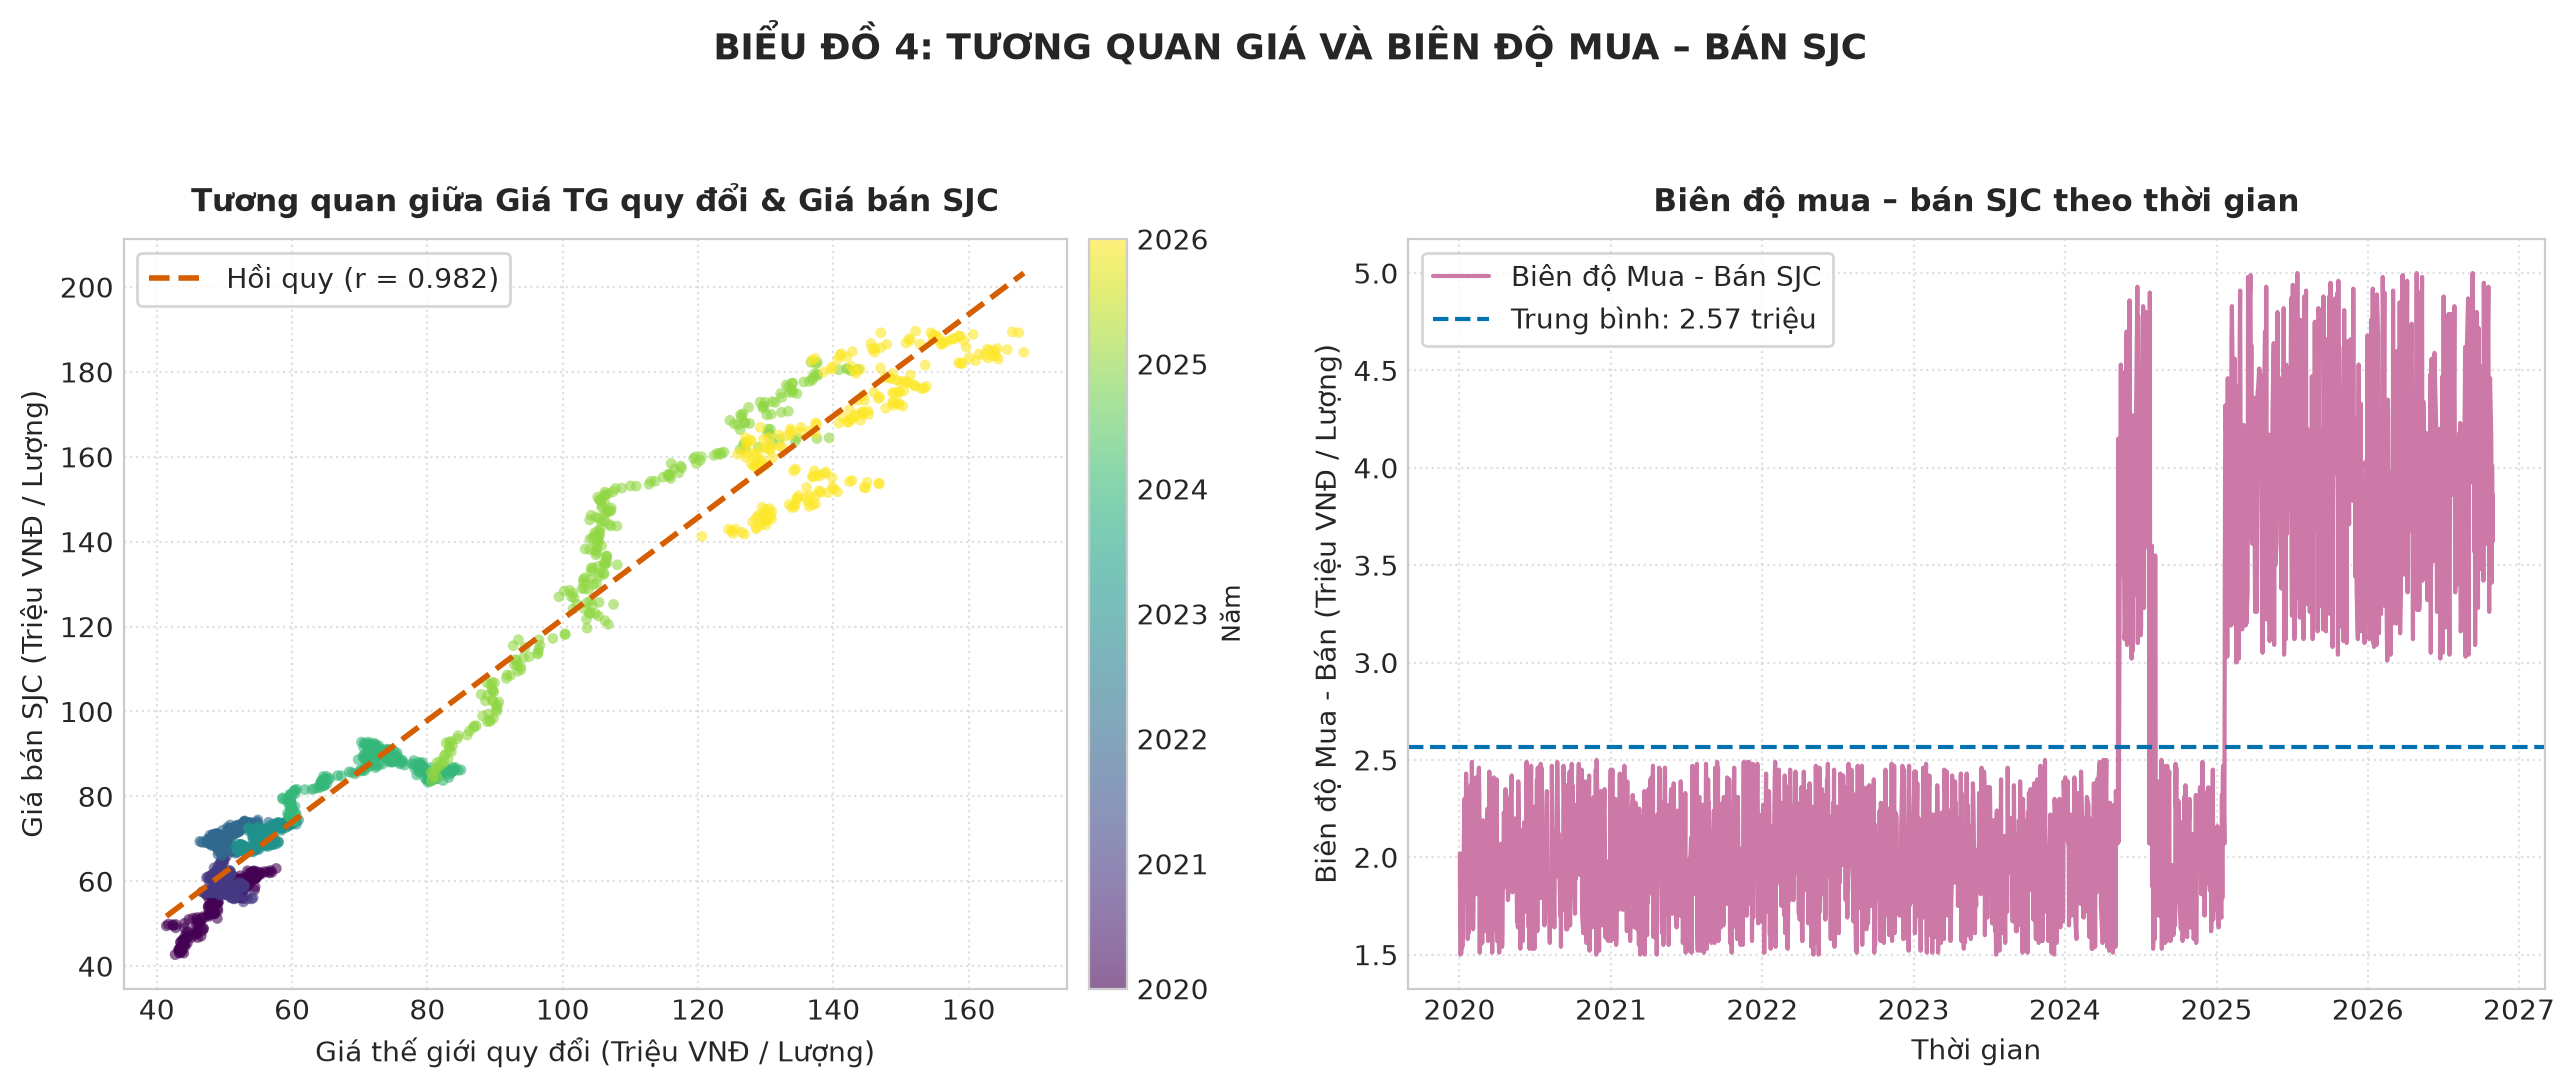 BIỂU ĐỒ 4: TƯƠNG QUAN GIÁ VÀ BIÊN ĐỘ MUA – BÁN SJC
Tương quan giữa Giá TG quy đổi & Giá bán SJC
Hồi quy (r = 0.982)
Giá bán SJC (Triệu VNĐ / Lượng)
200
180
160
140
120
100
80
60
40
40 60 80 100 120 140 160
Giá thế giới quy đổi (Triệu VNĐ / Lượng)
2026
2025
2024
2023
2022
2021
2020
Năm
Biên độ mua – bán SJC theo thời gian
Biên độ Mua - Bán SJC
Trung bình: 2.57 triệu
Biên độ Mua - Bán (Triệu VNĐ / Lượng)
5.0
4.5
4.0
3.5
3.0
2.5
2.0
1.5
2020 2021 2022 2023 2024 2025 2026 2027
Thời gian